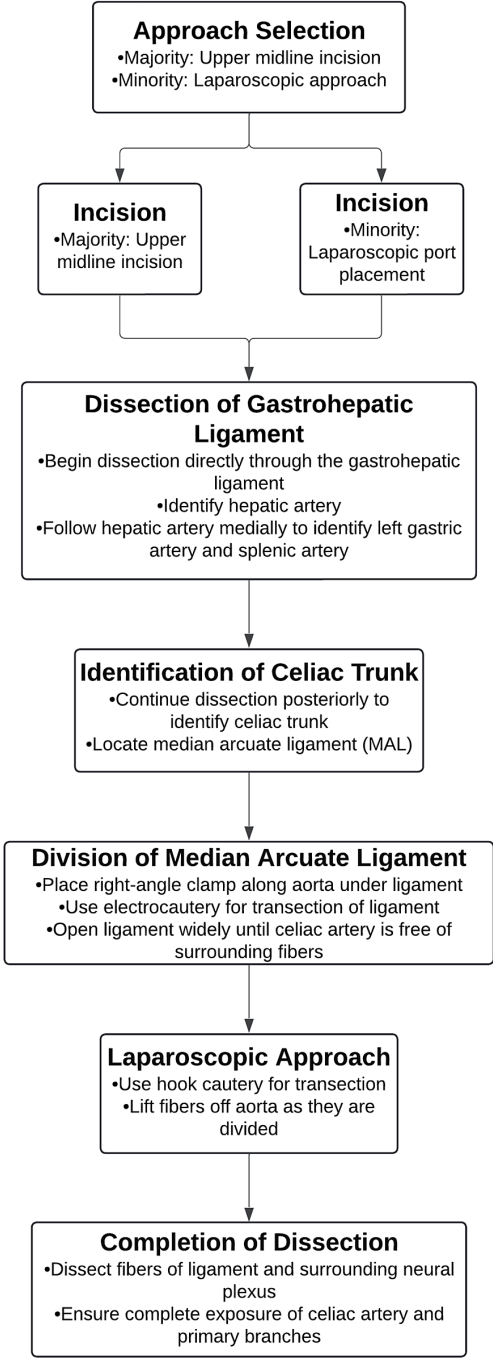 Approach Selection
•Majority: Upper midline incision
•Minority: Laparoscopic approach
Incision
•Majority: Upper
midline incision
Incision
•Minority:
Laparoscopic port
placement
Dissection of Gastrohepatic
Ligament
•Begin dissection directly through the gastrohepatic
ligament
•Identify hepatic artery
•Follow hepatic artery medially to identify left gastric
artery and splenic artery
Identification of Celiac Trunk
•Continue dissection posteriorly to
identify celiac trunk
•Locate median arcuate ligament (MAL)
Division of Median Arcuate Ligament
•Place right-angle clamp along aorta under ligament
•Use electrocautery for transection of ligament
•Open ligament widely until celiac artery is free of
surrounding fibers
Laparoscopic Approach
•Use hook cautery for transection
•Lift fibers off aorta as they are
divided
Completion of Dissection
•Dissect fibers of ligament and surrounding neural
plexus
•Ensure complete exposure of celiac artery and
primary branches